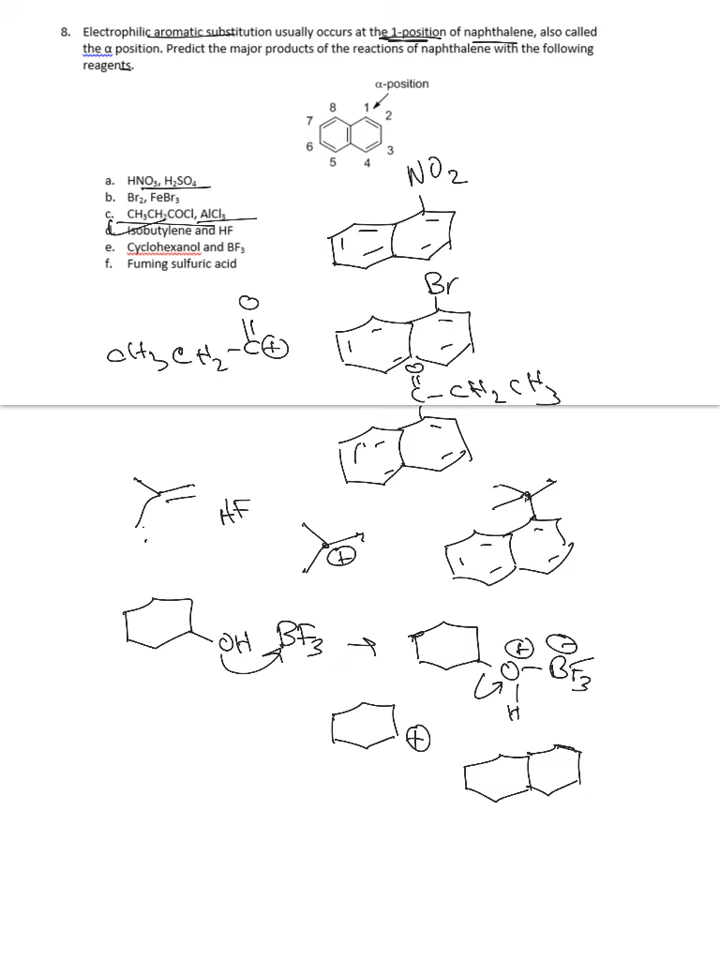 8. Electrophilic aromatic substitution usually occurs at the 1-position of naphthalene, also called
the α position. Predict the major products of the reactions of naphthalene with the following
reagents.
α-position
8 1
7 2
6 3
5 4
NO2
a. HNO3, H2SO4
b. Br2, FeBr3
c. CH3CH2COCl, AlCl3
d. Isobutylene and HF
e. Cyclohexanol and BF3
f. Fuming sulfuric acid
Br
O
CH3CH2-C+
O
C-CH2CH3
HF
+
OH BF3 → O-BF3
+ -
H
+